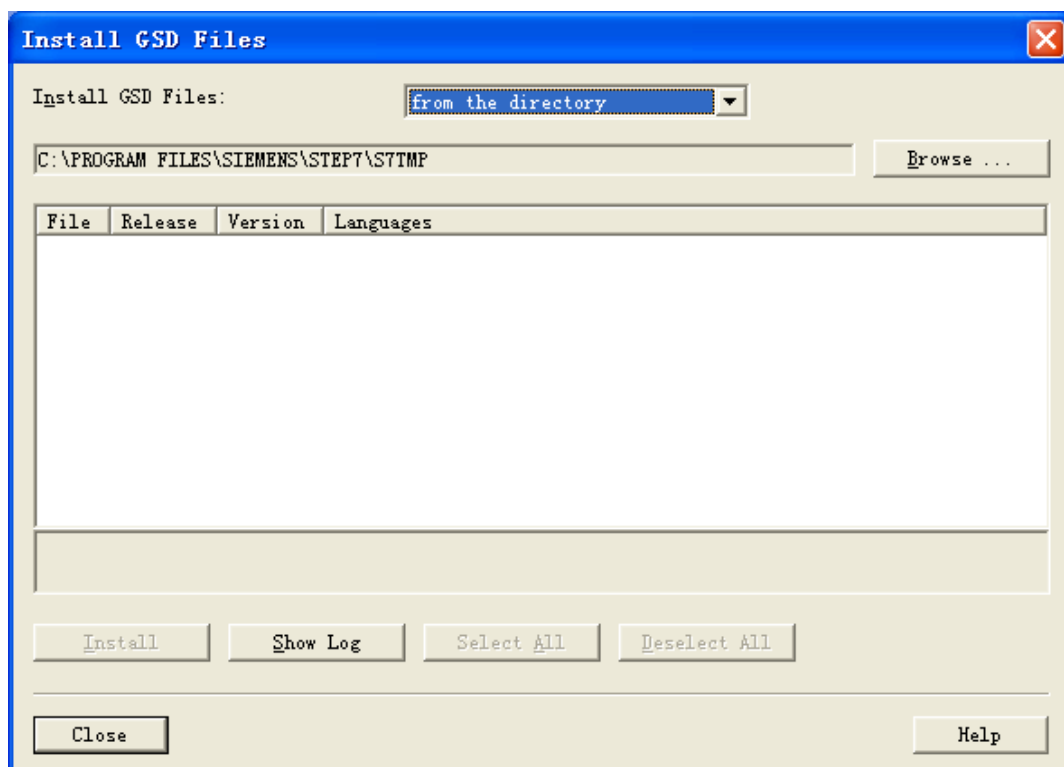 Install GSD Files
Install GSD Files: from the directory
C:\PROGRAM FILES\SIEMENS\STEP7\S7TMP Browse ...
File Release Version Languages
Install Show Log Select All Deselect All
Close Help